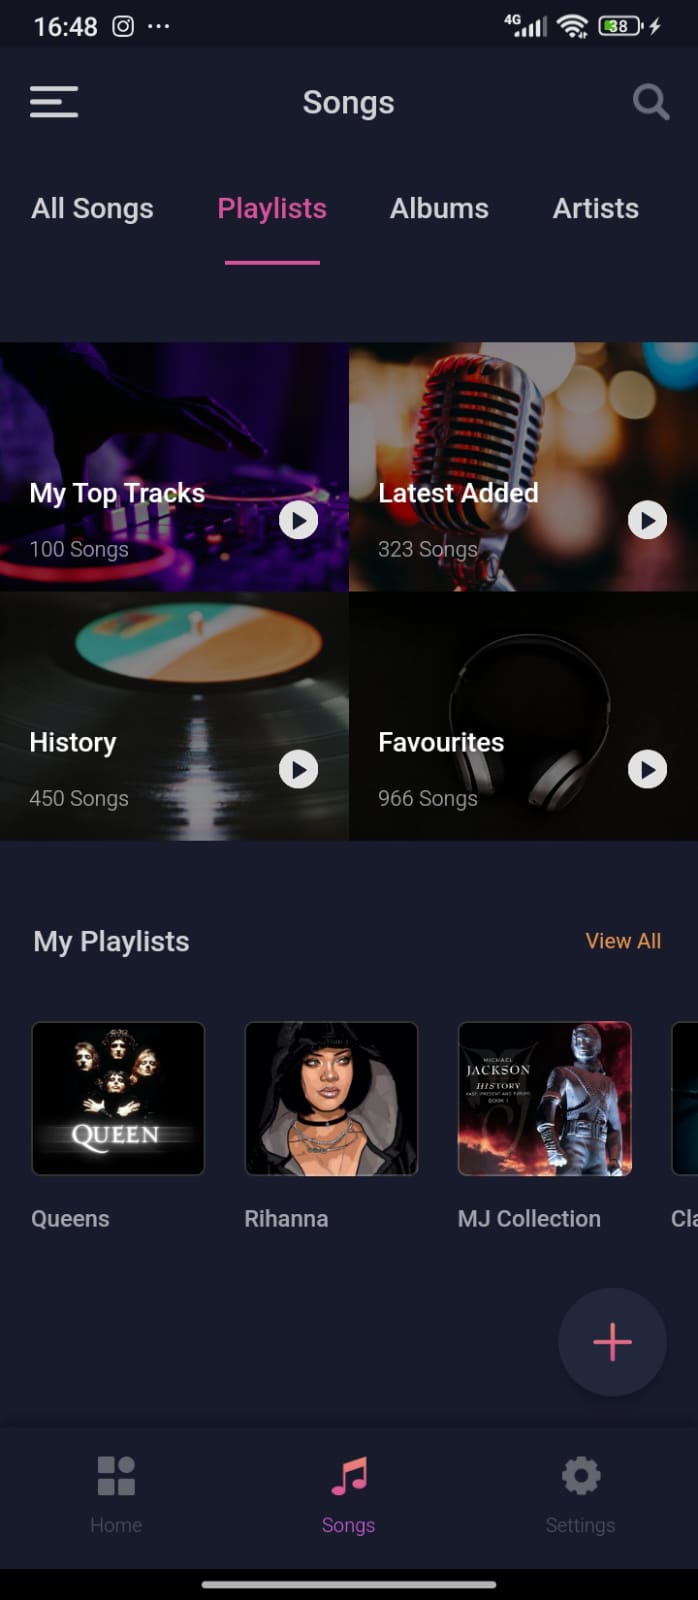 16:48
4G
38
Songs
All Songs Playlists Albums Artists
My Top Tracks
100 Songs
Latest Added
323 Songs
History
450 Songs
Favourites
966 Songs
My Playlists View All
QUEEN
MICHAEL
JACKSON
HISTORY
PAST, PRESENT AND FUTURE
BOOK I
Queens Rihanna MJ Collection Cla
Home Songs Settings